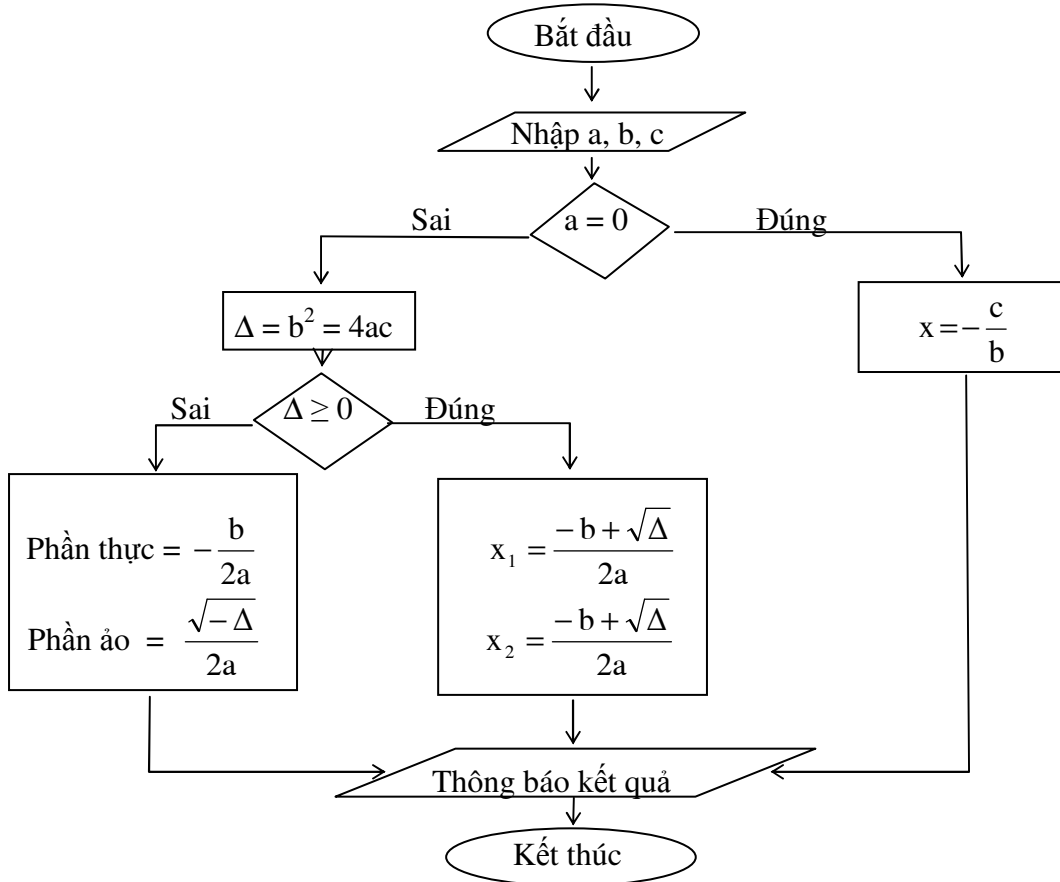 Bắt đầu
Nhập a, b, c
Sai
a = 0
Đúng
Δ = b² = 4ac
x = − c/b
Sai
Δ ≥ 0
Đúng
Phần thực = − b/2a
Phần ảo = √−Δ/2a
x₁ = −b + √Δ/2a
x₂ = −b + √Δ/2a
Thông báo kết quả
Kết thúc